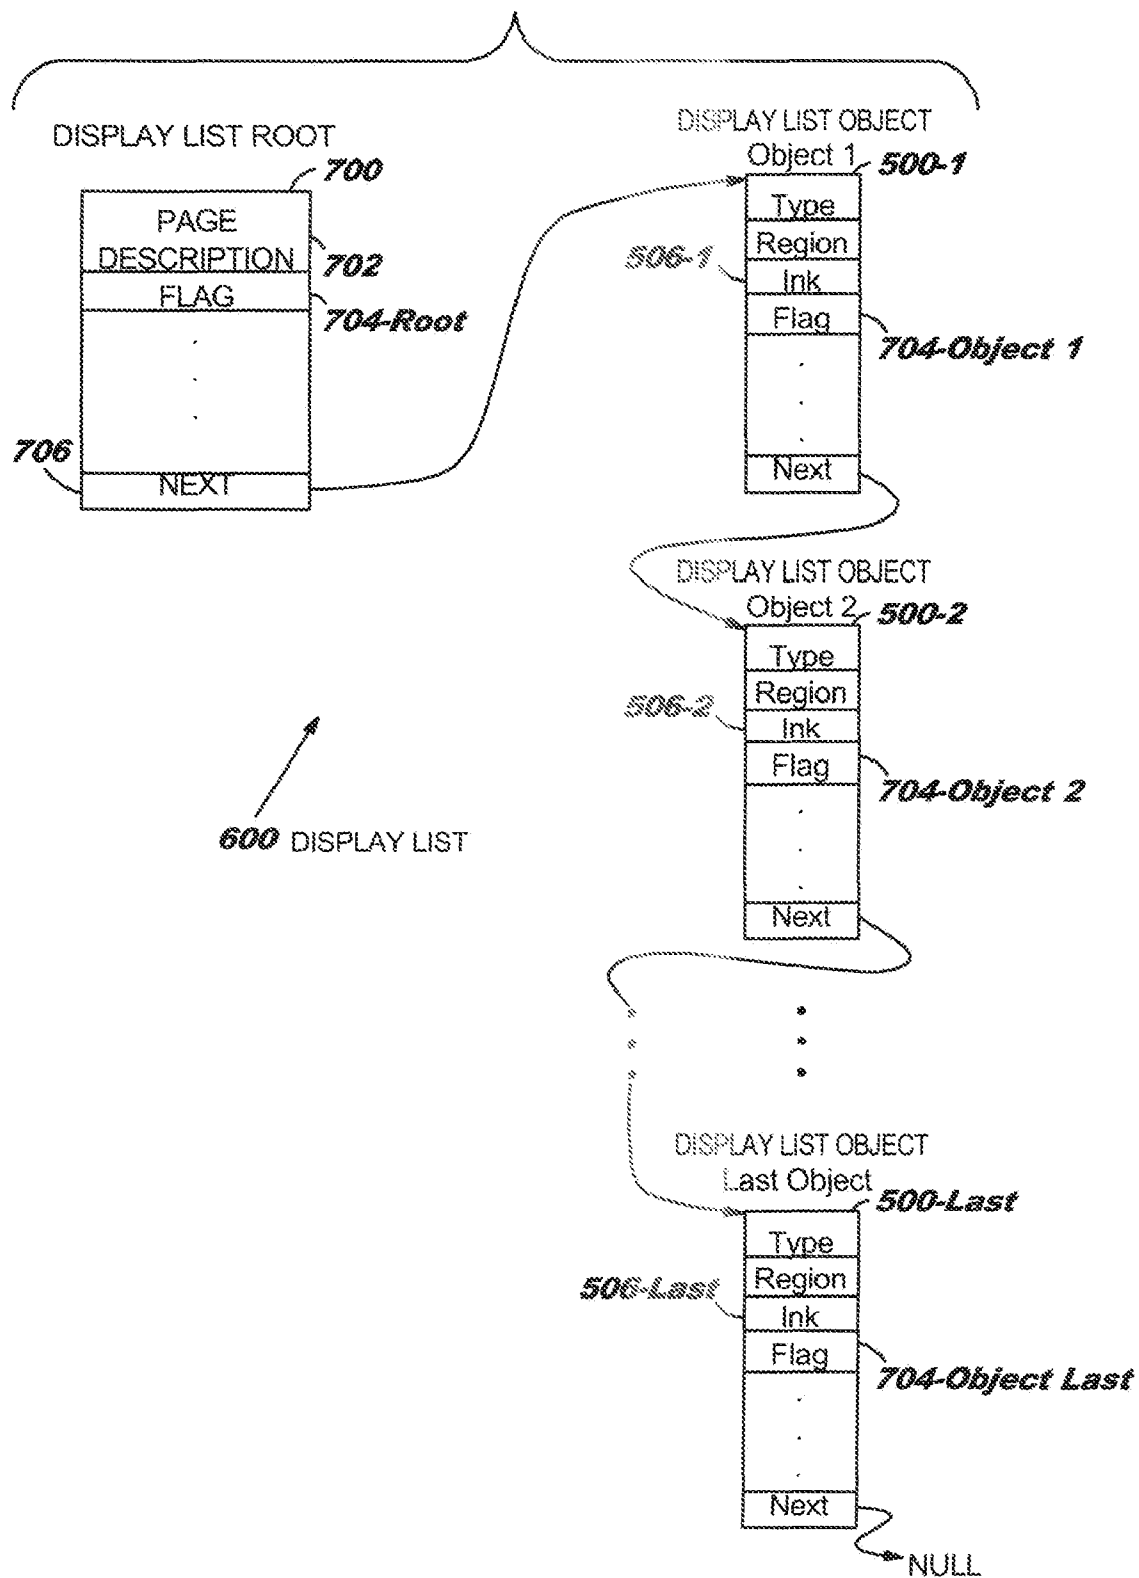 DISPLAY LIST ROOT
700
PAGE
DESCRIPTION
702
FLAG
704-Root
706
NEXT
DISPLAY LIST OBJECT
Object 1
500-1
Type
Region
506-1
Ink
Flag
704-Object 1
Next
DISPLAY LIST OBJECT
Object 2
500-2
Type
Region
506-2
Ink
Flag
704-Object 2
Next
600 DISPLAY LIST
DISPLAY LIST OBJECT
Last Object
500-Last
Type
Region
506-Last
Ink
Flag
704-Object Last
Next
NULL